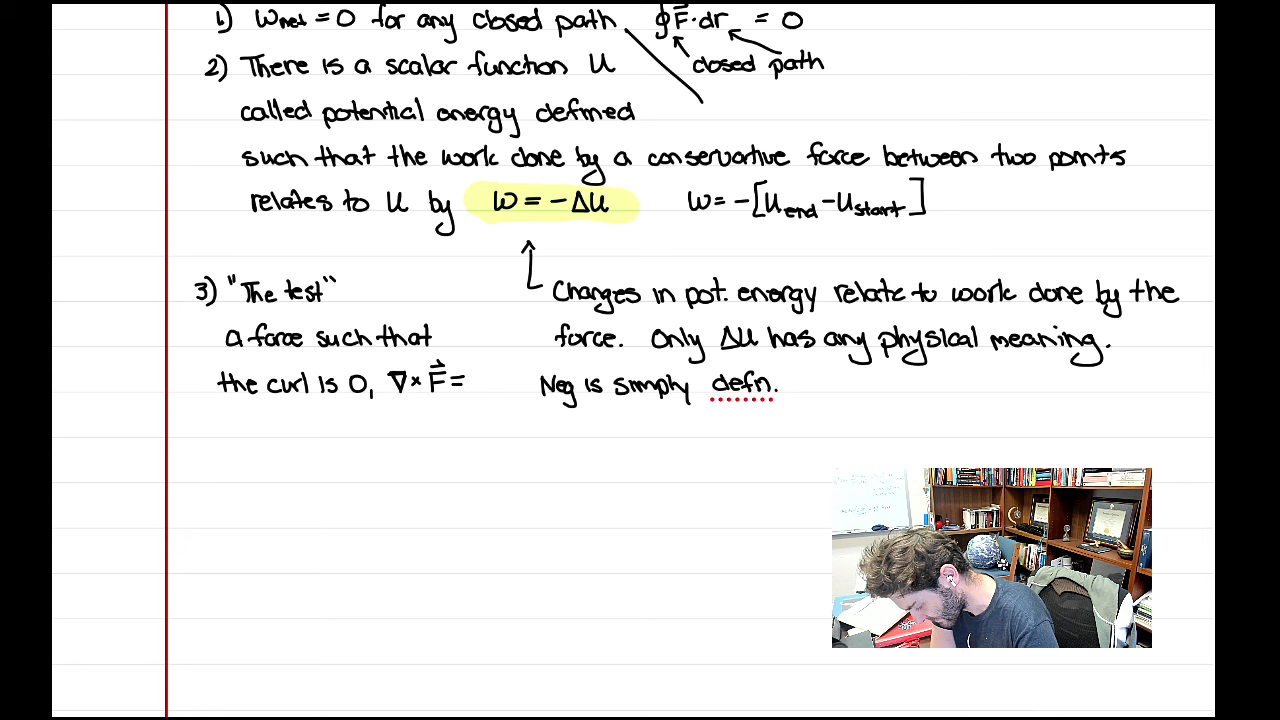 1.) Wnet = 0 for any closed path ∮F⃗·dr = 0
closed path
2) There is a scalar function U
called potential energy defined
such that the work done by a conservative force between two points
relates to U by W = -ΔU W = -[Uend - Ustart]
3) "The test"
a force such that
the curl is 0, ∇× F⃗ =
Changes in pot. energy relate to work done by the
force. Only ΔU has any physical meaning.
Neg is simply defn.